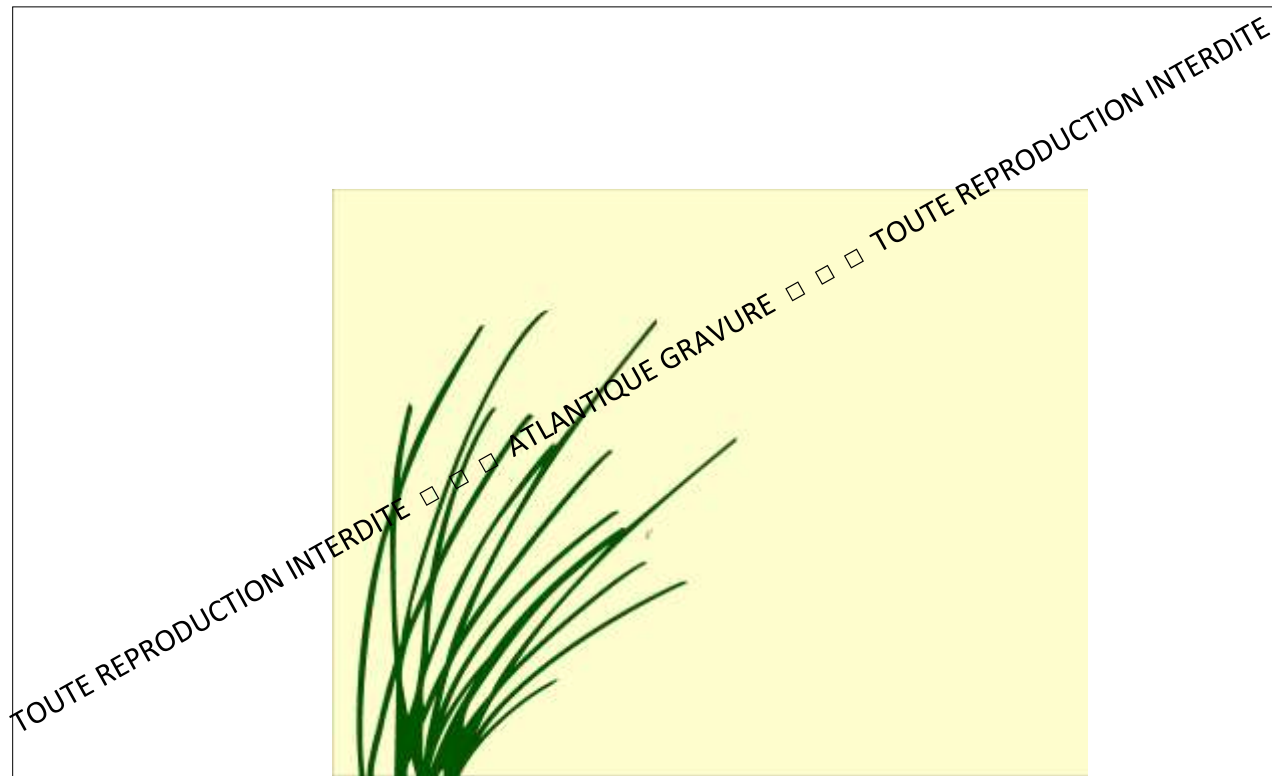 TOUTE REPRODUCTION INTERDITE □ □ □ ATLANTIQUE GRAVURE □ □ □ TOUTE REPRODUCTION INTERDITE